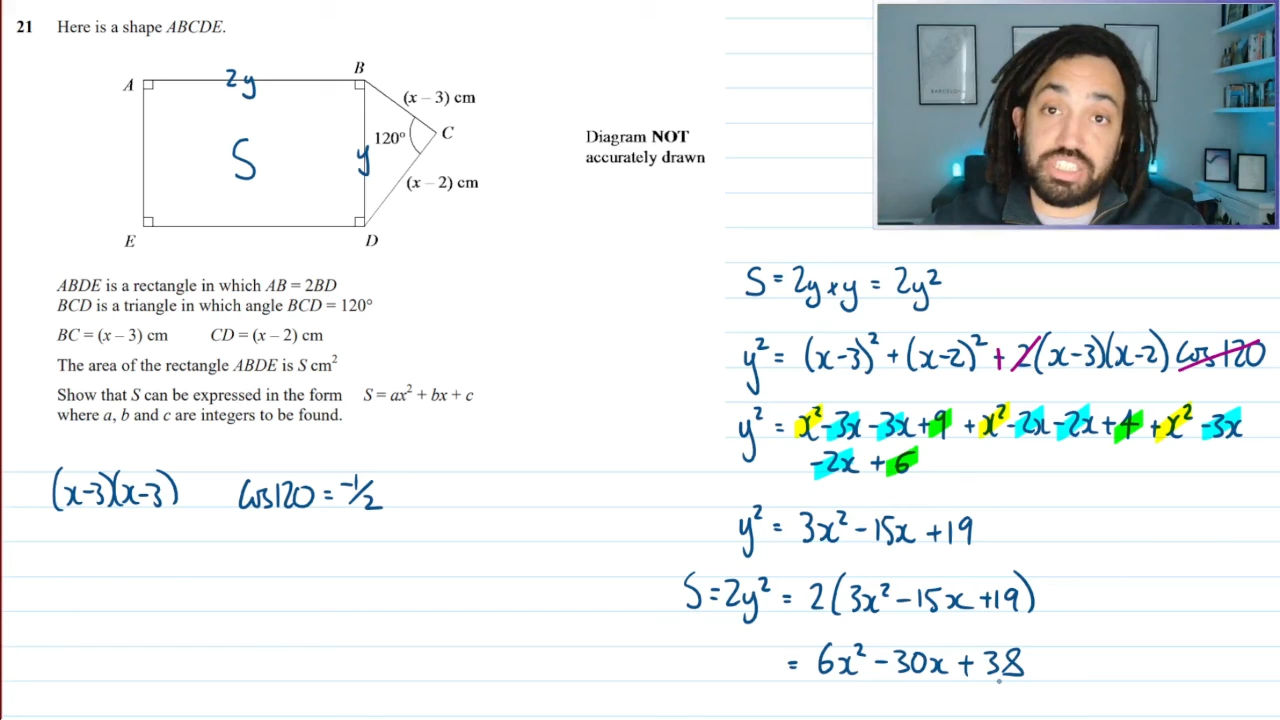 21 Here is a shape ABCDE.
A
2y
B
(x – 3) cm
120°
C
S
y
(x – 2) cm
E
D
Diagram NOT
accurately drawn
ABDE is a rectangle in which AB = 2BD
BCD is a triangle in which angle BCD = 120°
BC = (x – 3) cm CD = (x – 2) cm
The area of the rectangle ABDE is S cm²
Show that S can be expressed in the form S = ax² + bx + c
where a, b and c are integers to be found.
(x-3)(x-3) Cos120 = -1/2
BARCELONA
S = 2y × y = 2y²
y² = (x-3)² + (x-2)² + 2(x-3)(x-2) Cos120
y² = x² -3x -3x +9 + x² -2x -2x +4 + x² -3x
-2x + 6
y² = 3x² - 15x + 19
S = 2y² = 2(3x² - 15x + 19)
= 6x² - 30x + 38